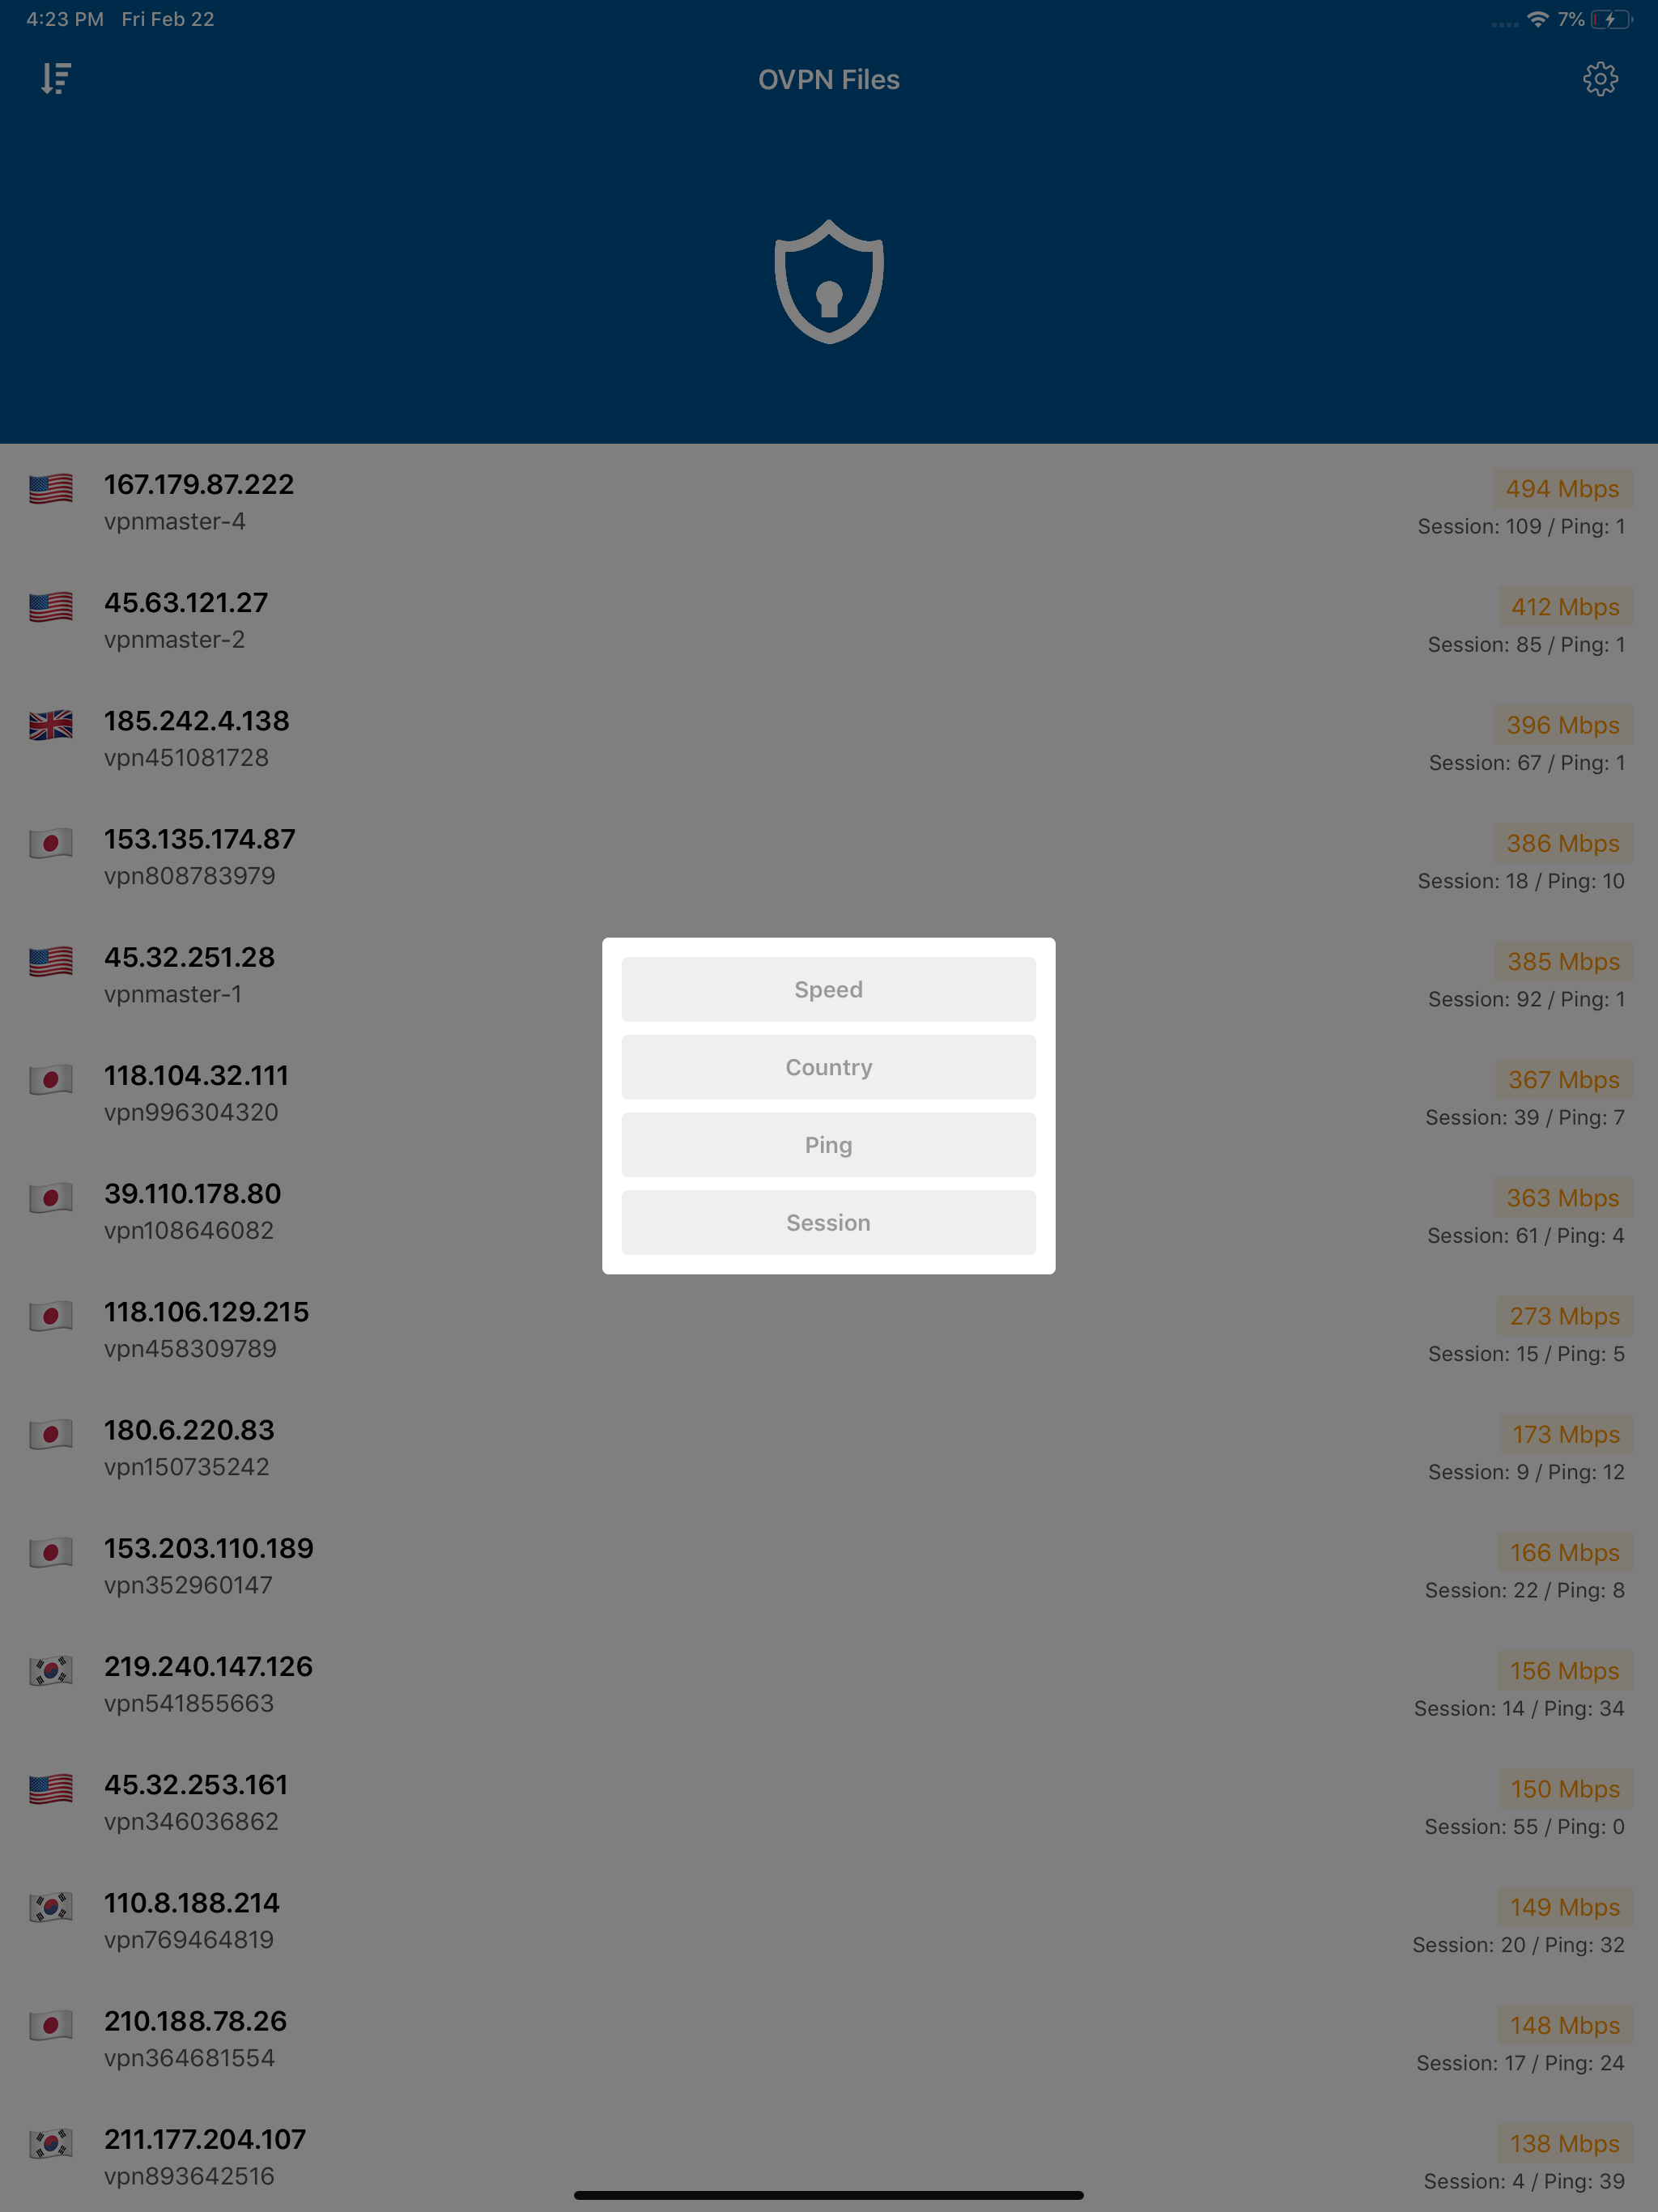 4:23 PM Fri Feb 22
7%
OVPN Files
167.179.87.222
vpnmaster-4
494 Mbps
Session: 109 / Ping: 1
45.63.121.27
vpnmaster-2
412 Mbps
Session: 85 / Ping: 1
185.242.4.138
vpn451081728
396 Mbps
Session: 67 / Ping: 1
153.135.174.87
vpn808783979
386 Mbps
Session: 18 / Ping: 10
45.32.251.28
vpnmaster-1
385 Mbps
Session: 92 / Ping: 1
118.104.32.111
vpn996304320
367 Mbps
Session: 39 / Ping: 7
39.110.178.80
vpn108646082
363 Mbps
Session: 61 / Ping: 4
118.106.129.215
vpn458309789
273 Mbps
Session: 15 / Ping: 5
180.6.220.83
vpn150735242
173 Mbps
Session: 9 / Ping: 12
153.203.110.189
vpn352960147
166 Mbps
Session: 22 / Ping: 8
219.240.147.126
vpn541855663
156 Mbps
Session: 14 / Ping: 34
45.32.253.161
vpn346036862
150 Mbps
Session: 55 / Ping: 0
110.8.188.214
vpn769464819
149 Mbps
Session: 20 / Ping: 32
210.188.78.26
vpn364681554
148 Mbps
Session: 17 / Ping: 24
211.177.204.107
vpn893642516
138 Mbps
Session: 4 / Ping: 39
Speed
Country
Ping
Session